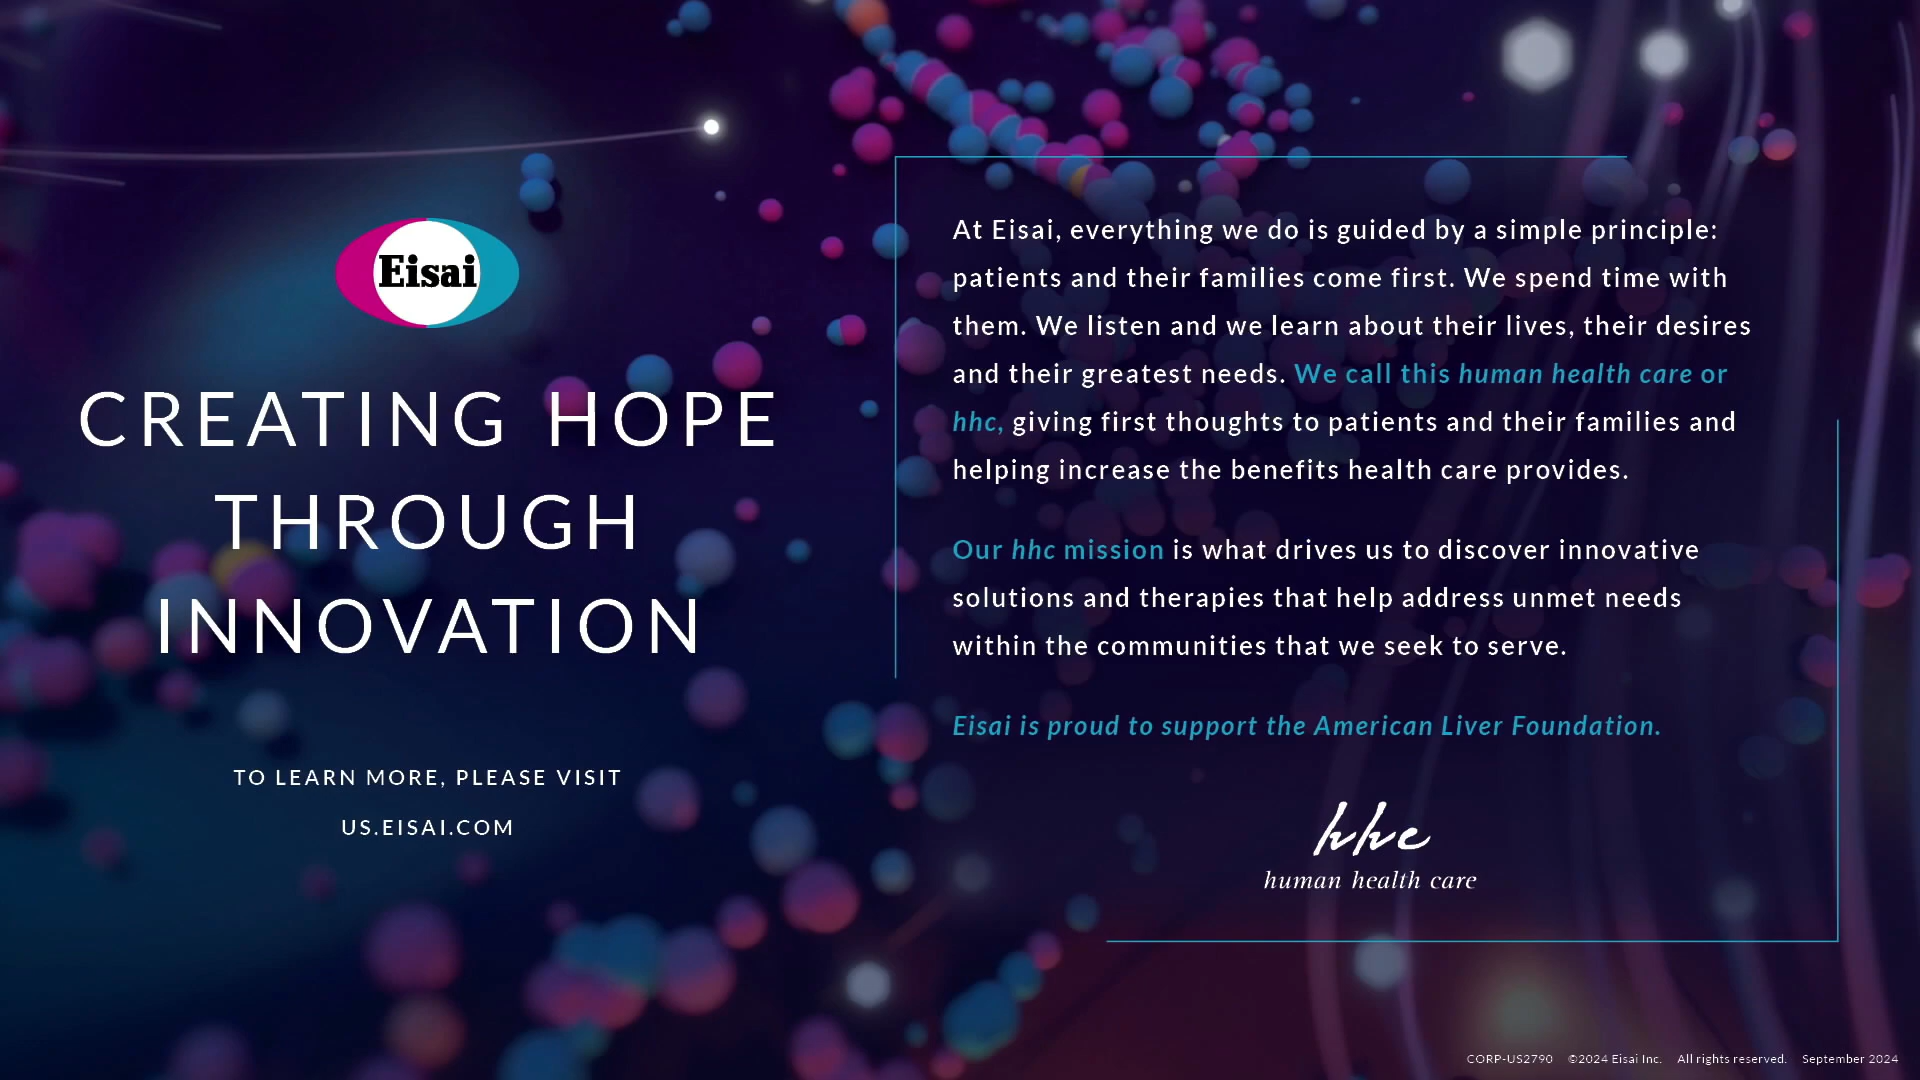 Eisai
CREATING HOPE
THROUGH
INNOVATION
TO LEARN MORE, PLEASE VISIT
US.EISAI.COM
At Eisai, everything we do is guided by a simple principle:
patients and their families come first. We spend time with
them. We listen and we learn about their lives, their desires
and their greatest needs. We call this human health care or
hhc, giving first thoughts to patients and their families and
helping increase the benefits health care provides.
Our hhc mission is what drives us to discover innovative
solutions and therapies that help address unmet needs
within the communities that we seek to serve.
Eisai is proud to support the American Liver Foundation.
hhc
human health care
CORP-US2790 ©2024 Eisai Inc. All rights reserved. September 2024